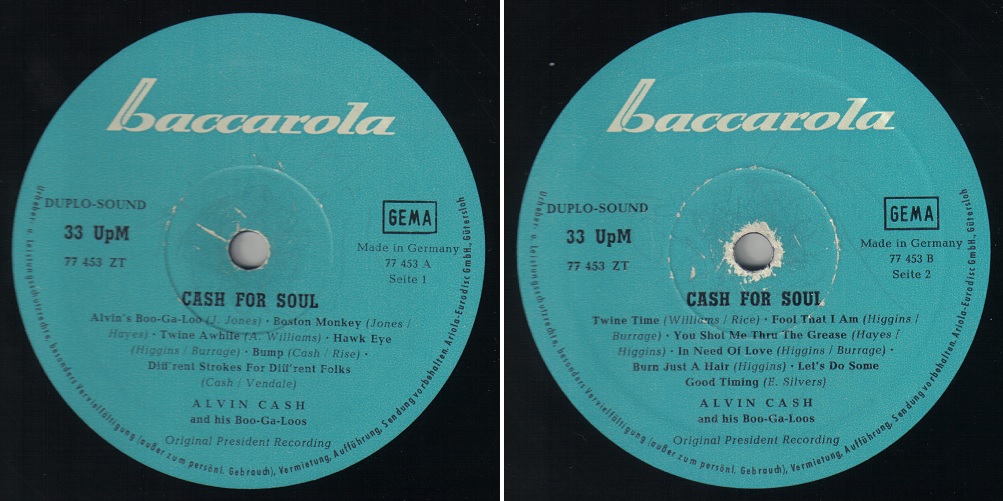 baccarola
DUPLO-SOUND
33 UpM
77 453 ZT
GEMA
Made in Germany
77 453 A
Seite 1
CASH FOR SOUL
Alvin's Boo-Ga-Loo (J. Jones) · Boston Monkey (Jones /
Hayes) · Twine Awhile (A. Williams) · Hawk Eye
(Higgins / Burrage) · Bump (Cash / Rise) ·
Diff'rent Strokes For Diff'rent Folks
(Cash / Vendale)
ALVIN CASH
and his Boo-Ga-Loos
Original President Recording
Urheber- u. Leistungsschutzrechte, besonders Vervielfältigung (außer zum persönl. Gebrauch), Vermietung, Aufführung, Sendung vorbehalten. Ariola-Eurodisc GmbH., Gütersloh
baccarola
DUPLO-SOUND
33 UpM
77 453 ZT
GEMA
Made in Germany
77 453 B
Seite 2
CASH FOR SOUL
Twine Time (Williams / Rice) · Fool That I Am (Higgins /
Burrage) · You Shot Me Thru The Grease (Hayes /
Higgins) · In Need Of Love (Higgins / Burrage) ·
Burn Just A Hair (Higgins) · Let's Do Some
Good Timing (E. Silvers)
ALVIN CASH
and his Boo-Ga-Loos
Original President Recording
Urheber- u. Leistungsschutzrechte, besonders Vervielfältigung (außer zum persönl. Gebrauch), Vermietung, Aufführung, Sendung vorbehalten. Ariola-Eurodisc GmbH., Gütersloh